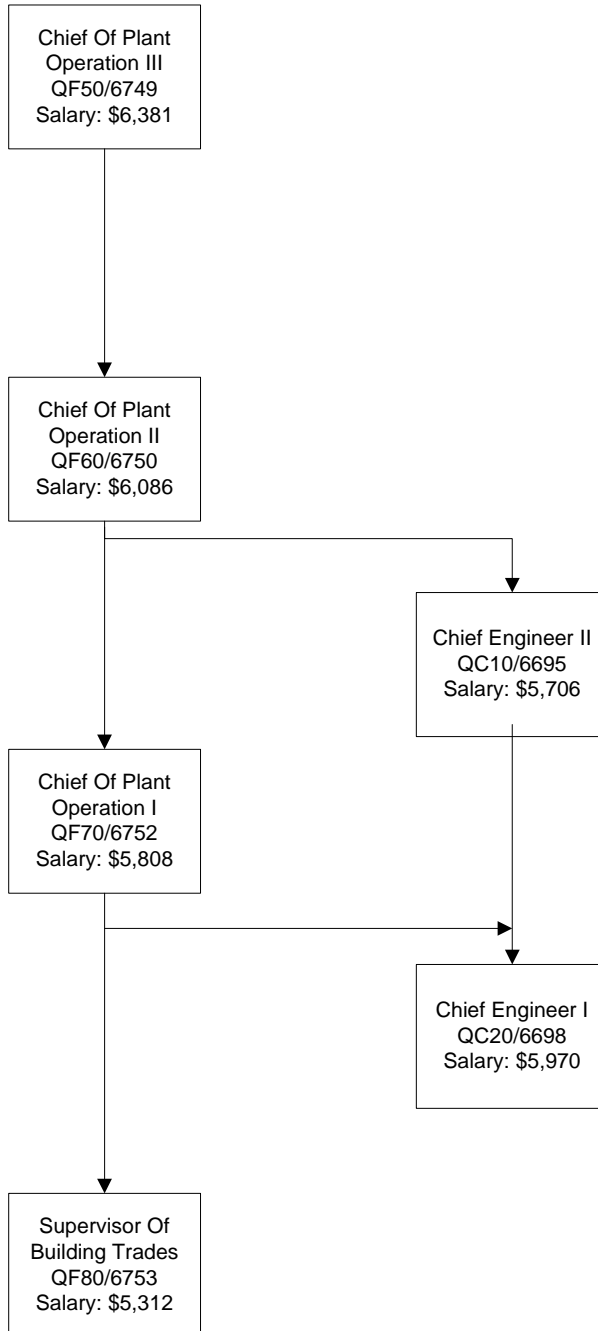 Chief Of Plant
Operation III
QF50/6749
Salary: $6,381
Chief Of Plant
Operation II
QF60/6750
Salary: $6,086
Chief Engineer II
QC10/6695
Salary: $5,706
Chief Of Plant
Operation I
QF70/6752
Salary: $5,808
Chief Engineer I
QC20/6698
Salary: $5,970
Supervisor Of
Building Trades
QF80/6753
Salary: $5,312